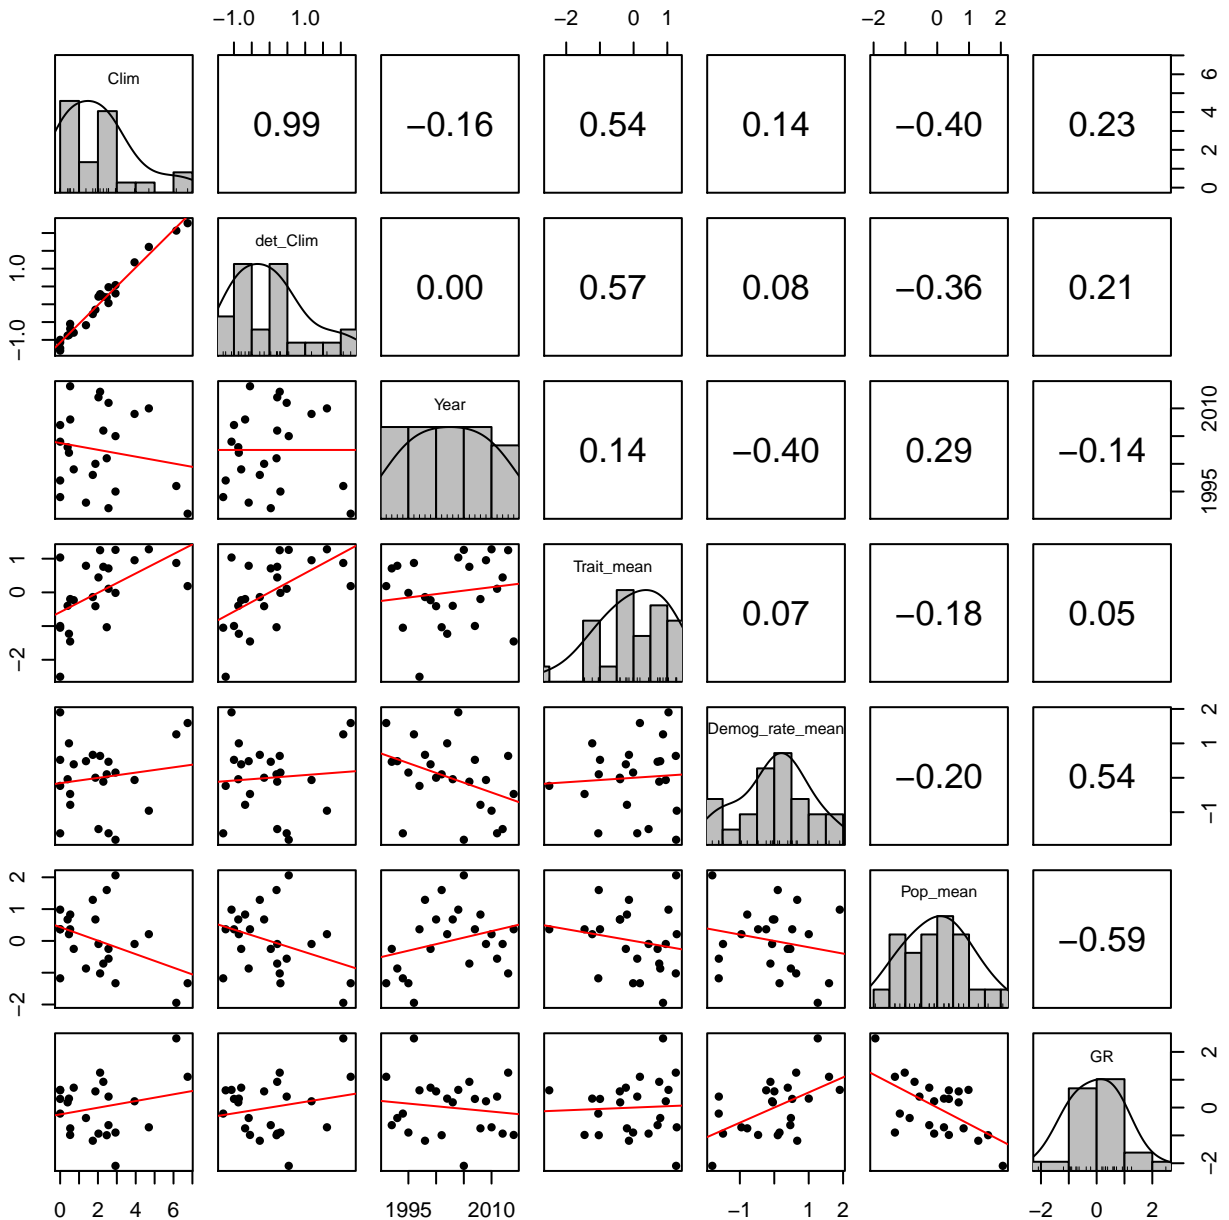 −1.0 1.0 −2 0 1 −2 0 1 2
Clim 0.99 −0.16 0.54 0.14 −0.40 0.23 0 2 4 6
−1.0 1.0 det_Clim 0.00 0.57 0.08 −0.36 0.21
Year 0.14 −0.40 0.29 −0.14 1995 2010
−2 0 1 Trait_mean 0.07 −0.18 0.05
Demog_rate_mean −0.20 0.54 −1 1 2
−2 −1 0 1 2 Pop_mean −0.59
GR −2 0 2
0 2 4 6 1995 2010 −1 1 2 −2 0 2